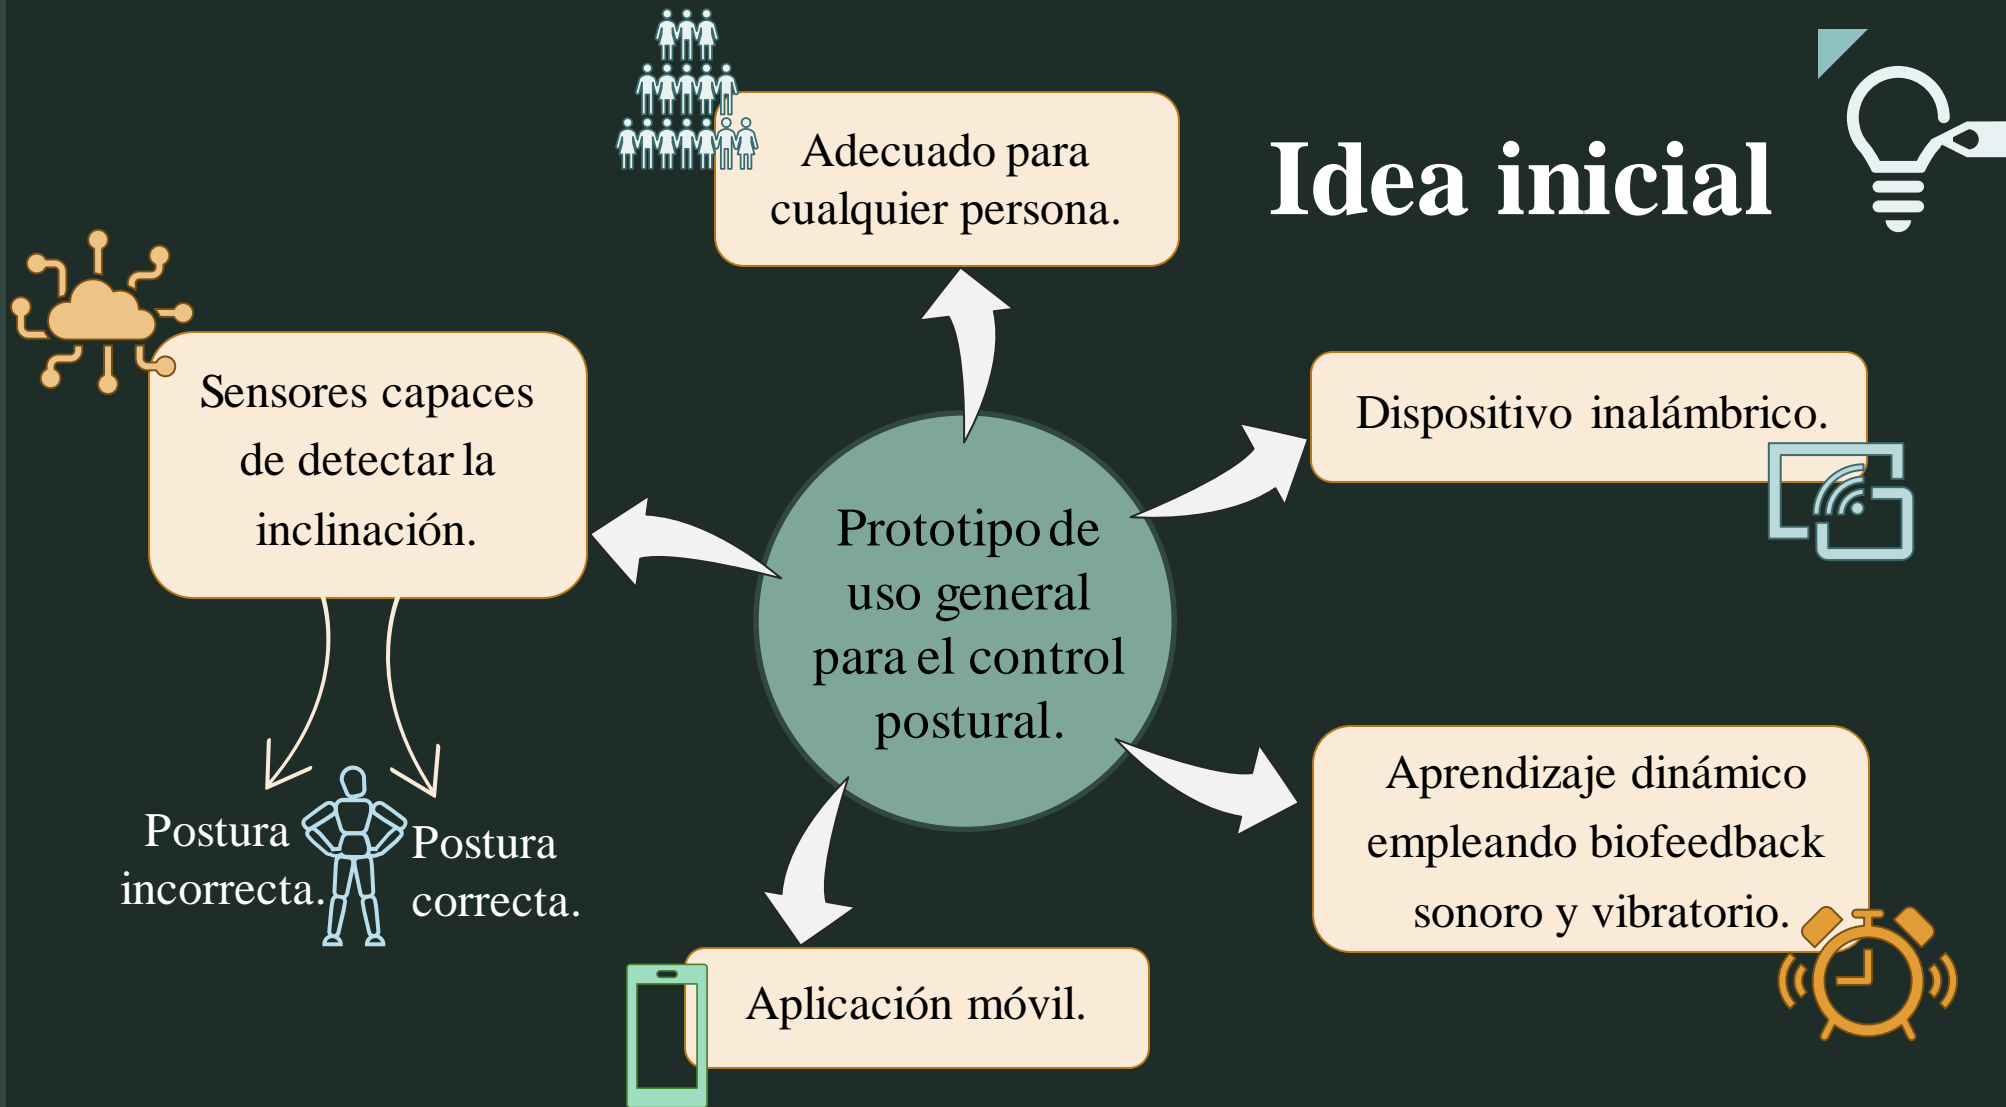 Idea inicial
Adecuado para
cualquier persona.
Sensores capaces
de detectar la
inclinación.
Dispositivo inalámbrico.
Prototipo de
uso general
para el control
postural.
Postura
incorrecta.
Postura
correcta.
Aprendizaje dinámico
empleando biofeedback
sonoro y vibratorio.
Aplicación móvil.